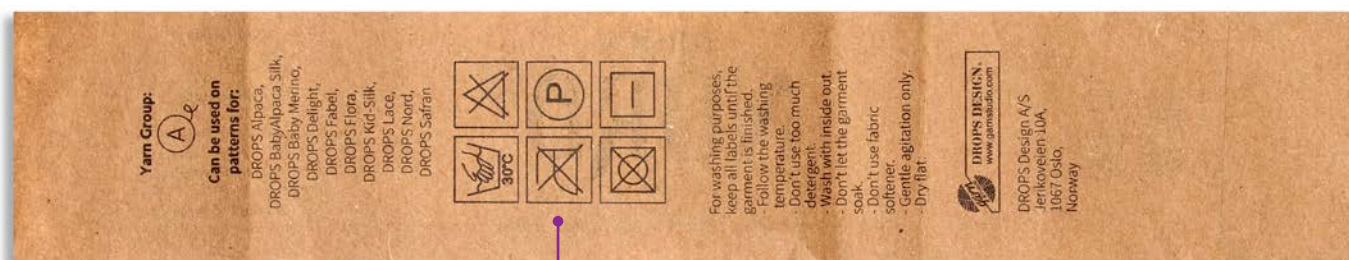 Yarn Group:
A
Can be used on
patterns for:
DROPS Alpaca,
DROPS BabyAlpaca Silk,
DROPS Baby Merino,
DROPS Delight,
DROPS Fabel,
DROPS Flora,
DROPS Kid-Silk,
DROPS Lace,
DROPS Nord,
DROPS Safran
30°C
P
For washing purposes,
keep all labels until the
garment is finished.
- Follow the washing
temperature.
- Don't use too much
detergent.
- Wash with inside out.
- Don't let the garment
soak.
- Don't use fabric
softener.
- Gentle agitation only.
- Dry flat.
garn
DROPS DESIGN.
www.garnstudio.com
DROPS Design A/S
Jerikoveien 10A,
1067 Oslo,
Norway